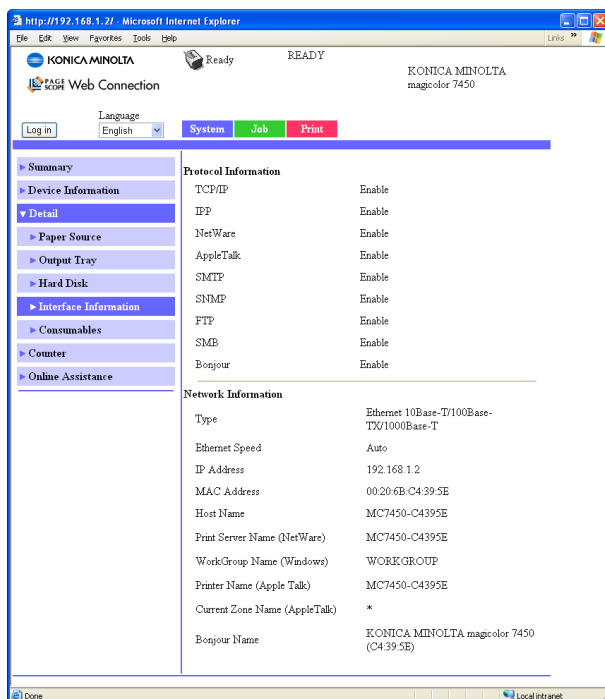 http://192.168.1.2/ - Microsoft Internet Explorer
File Edit View Favorites Tools Help Links »
KONICA MINOLTA
Ready
READY
KONICA MINOLTA
magicolor 7450
PAGE SCOPE Web Connection
Language
Log in English System Job Print
Summary
Device Information
Detail
Paper Source
Output Tray
Hard Disk
Interface Information
Consumables
Counter
Online Assistance
Protocol Information
TCP/IP Enable
IPP Enable
NetWare Enable
AppleTalk Enable
SMTP Enable
SNMP Enable
FTP Enable
SMB Enable
Bonjour Enable
Network Information
Type Ethernet 10Base-T/100Base-
TX/1000Base-T
Ethernet Speed Auto
IP Address 192.168.1.2
MAC Address 00:20:6B:C4:39:5E
Host Name MC7450-C4395E
Print Server Name (NetWare) MC7450-C4395E
WorkGroup Name (Windows) WORKGROUP
Printer Name (Apple Talk) MC7450-C4395E
Current Zone Name (AppleTalk) *
Bonjour Name KONICA MINOLTA magicolor 7450
(C4:39:5E)
Done Local intranet